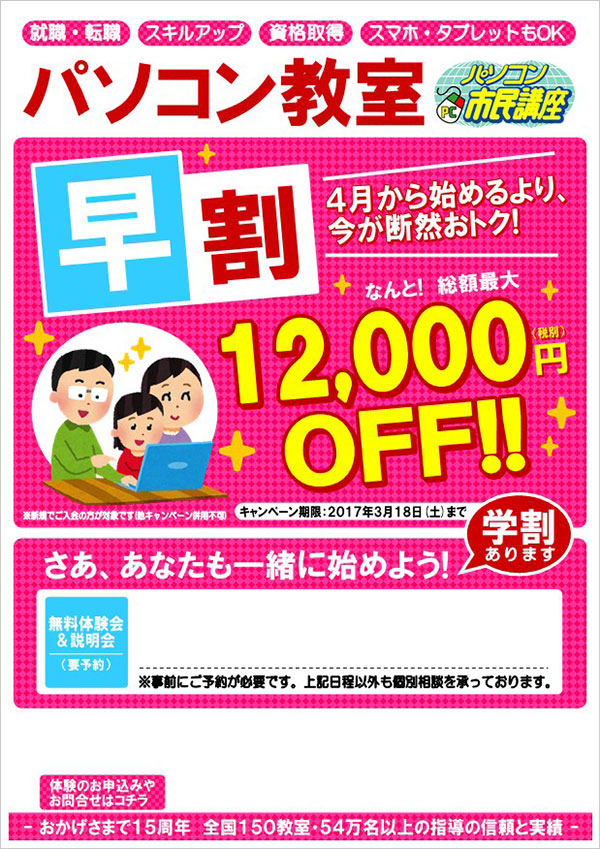 就職・転職 スキルアップ 資格取得 スマホ・タブレットもOK
パソコン教室
パソコン
PC 市民講座
早割
4月から始めるより、
今が断然おトク!
なんと! 総額最大
12,000円(税別)
OFF!!
※新規でご入会の方が対象です(他キャンペーン併用不可)
キャンペーン期限:2017年3月18日(土)まで
学割
あります
さあ、あなたも一緒に始めよう!
無料体験会
&説明会
(要予約)
※事前にご予約が必要です。上記日程以外も個別相談を承っております。
体験のお申込みや
お問合せはコチラ
- おかげさまで15周年 全国150教室・54万名以上の指導の信頼と実績 -